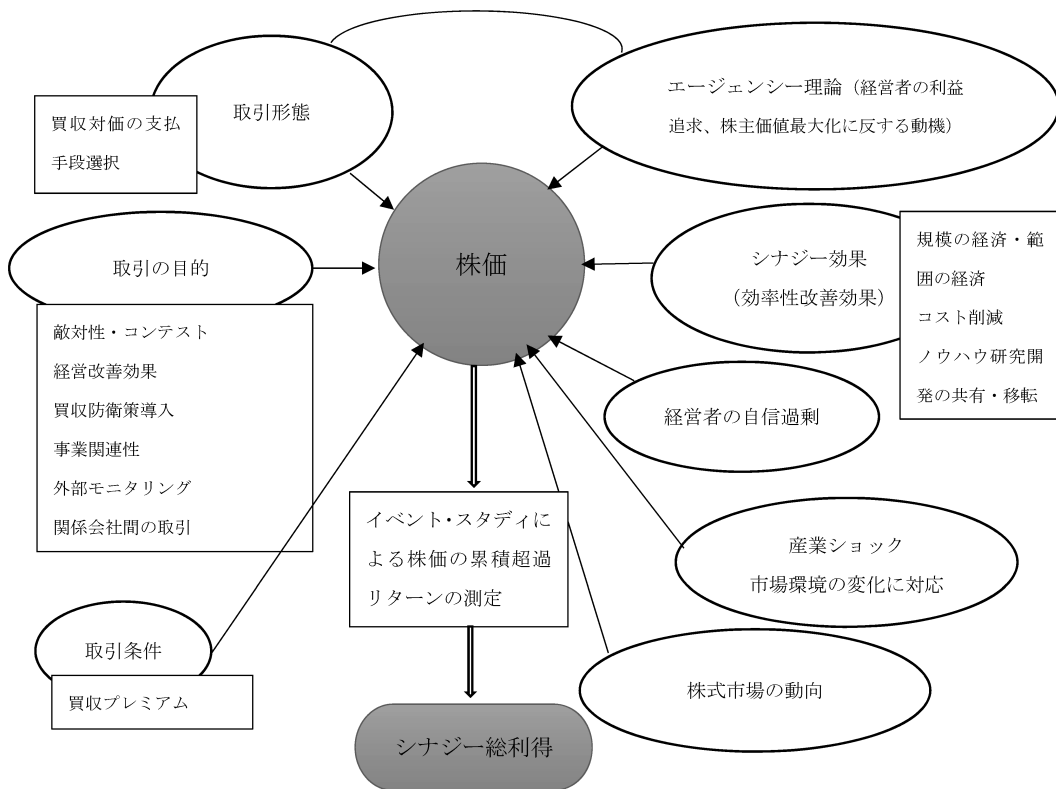 取引形態
買収対価の支払
手段選択
エージェンシー理論（経営者の利益
追求、株主価値最大化に反する動機）
株価
取引の目的
敵対性・コンテスト
経営改善効果
買収防衛策導入
事業関連性
外部モニタリング
関係会社間の取引
シナジー効果
（効率性改善効果）
規模の経済・範
囲の経済
コスト削減
ノウハウ研究開
発の共有・移転
経営者の自信過剰
イベント・スタディに
よる株価の累積超過
リターンの測定
産業ショック
市場環境の変化に対応
取引条件
買収プレミアム
株式市場の動向
シナジー総利得